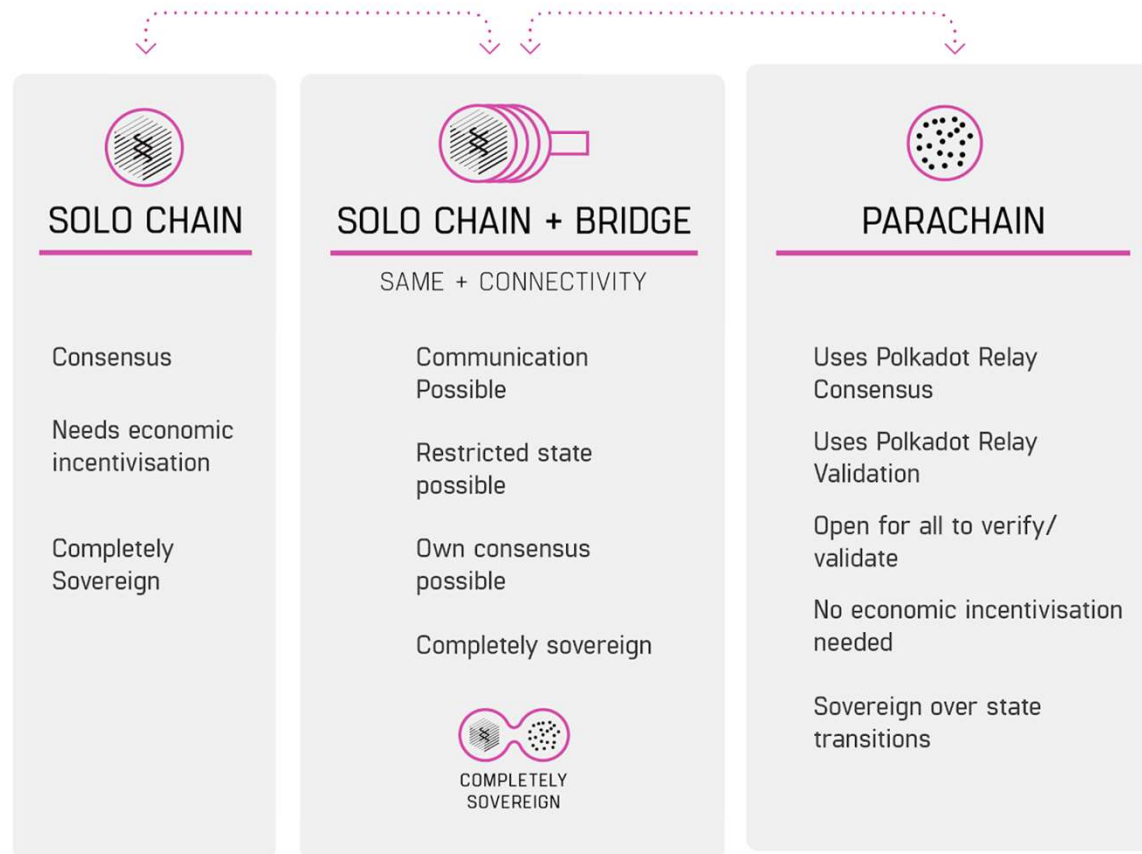 SOLO CHAIN
Consensus
Needs economic
incentivisation
Completely
Sovereign
SOLO CHAIN + BRIDGE
SAME + CONNECTIVITY
Communication
Possible
Restricted state
possible
Own consensus
possible
Completely sovereign
COMPLETELY
SOVEREIGN
PARACHAIN
Uses Polkadot Relay
Consensus
Uses Polkadot Relay
Validation
Open for all to verify/
validate
No economic incentivisation
needed
Sovereign over state
transitions